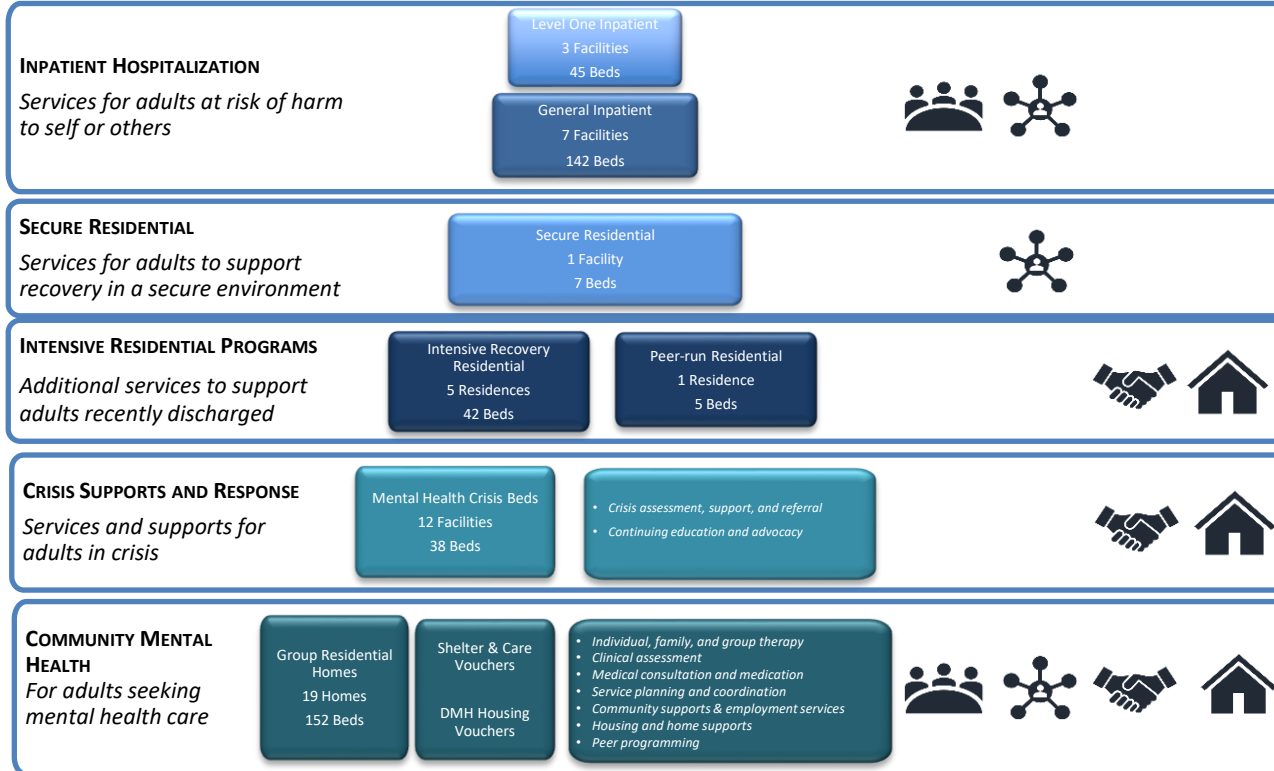 INPATIENT HOSPITALIZATION
Services for adults at risk of harm
to self or others
Level One Inpatient
3 Facilities
45 Beds
General Inpatient
7 Facilities
142 Beds
SECURE RESIDENTIAL
Services for adults to support
recovery in a secure environment
Secure Residential
1 Facility
7 Beds
INTENSIVE RESIDENTIAL PROGRAMS
Additional services to support
adults recently discharged
Intensive Recovery
Residential
5 Residences
42 Beds
Peer-run Residential
1 Residence
5 Beds
CRISIS SUPPORTS AND RESPONSE
Services and supports for
adults in crisis
Mental Health Crisis Beds
12 Facilities
38 Beds
• Crisis assessment, support, and referral
• Continuing education and advocacy
COMMUNITY MENTAL
HEALTH
For adults seeking
mental health care
Group Residential
Homes
19 Homes
152 Beds
Shelter & Care
Vouchers
DMH Housing
Vouchers
• Individual, family, and group therapy
• Clinical assessment
• Medical consultation and medication
• Service planning and coordination
• Community supports & employment services
• Housing and home supports
• Peer programming